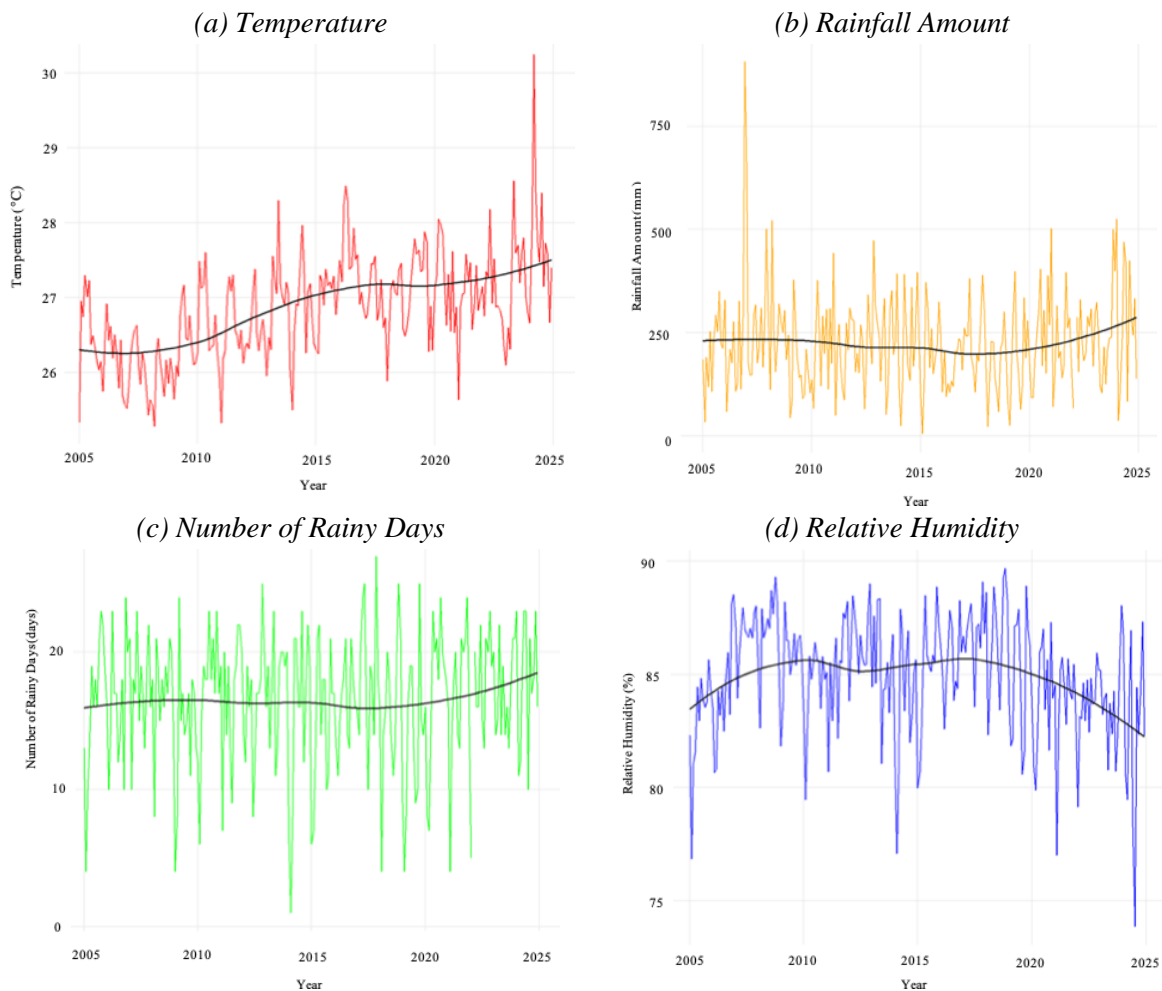 (a) Temperature
30
29
28
27
26
Temperature (°C)
2005 2010 2015 2020 2025
Year
(b) Rainfall Amount
750
500
250
0
Rainfall Amount(mm)
2005 2010 2015 2020 2025
Year
(c) Number of Rainy Days
20
10
0
Number of Rainy Days(days)
2005 2010 2015 2020 2025
Year
(d) Relative Humidity
90
85
80
75
Relative Humidity (%)
2005 2010 2015 2020 2025
Year